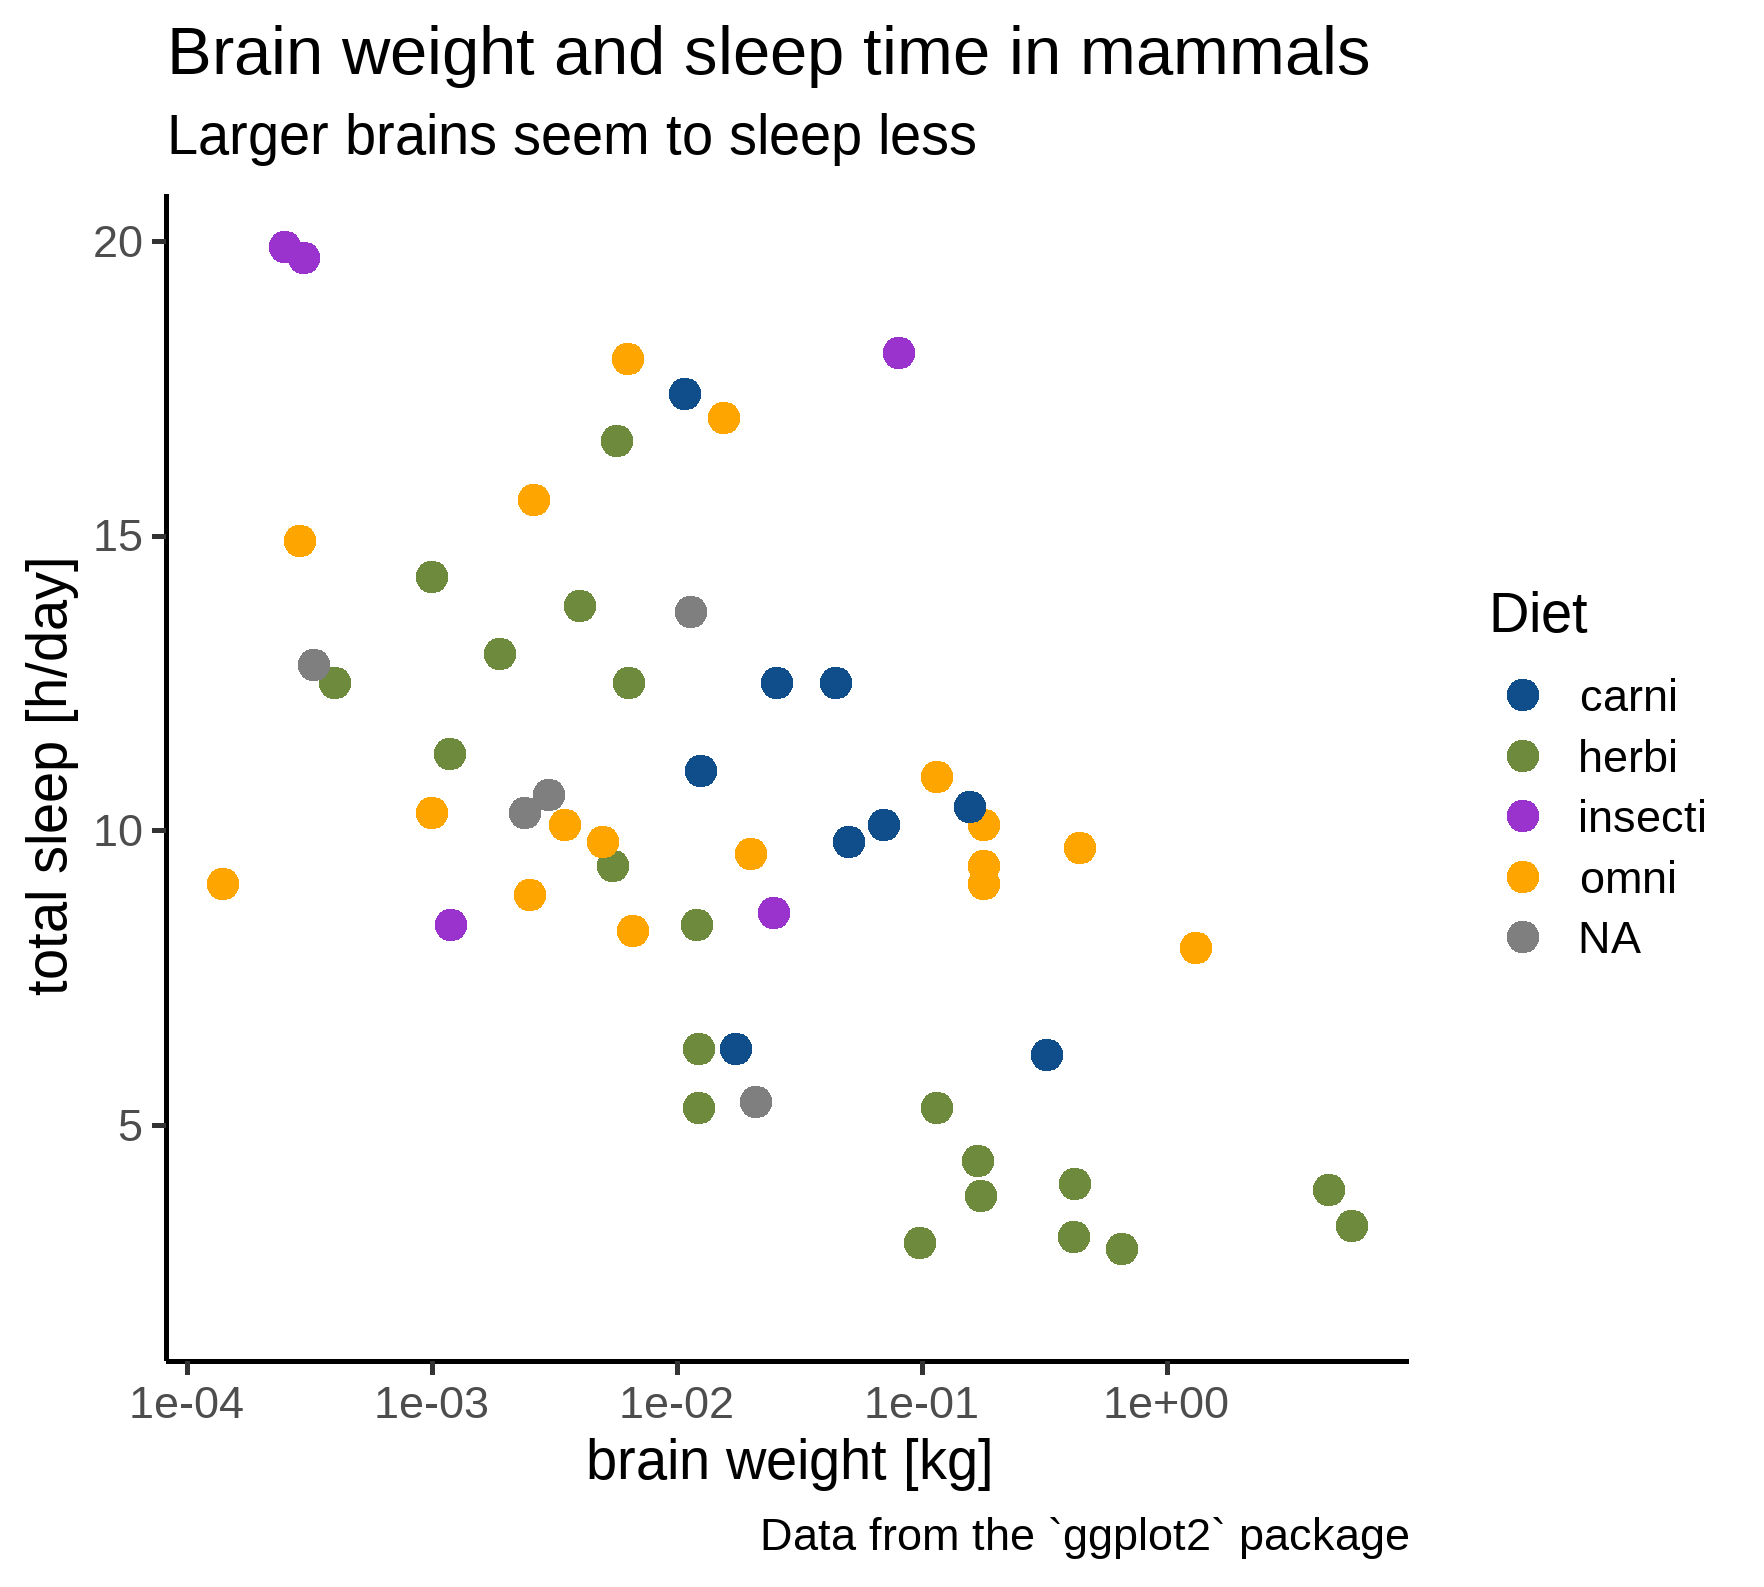 Brain weight and sleep time in mammals
Larger brains seem to sleep less
total sleep [h/day]
20
15
10
5
1e-04 1e-03 1e-02 1e-01 1e+00
brain weight [kg]
Diet
carni
herbi
insecti
omni
NA
Data from the `ggplot2` package